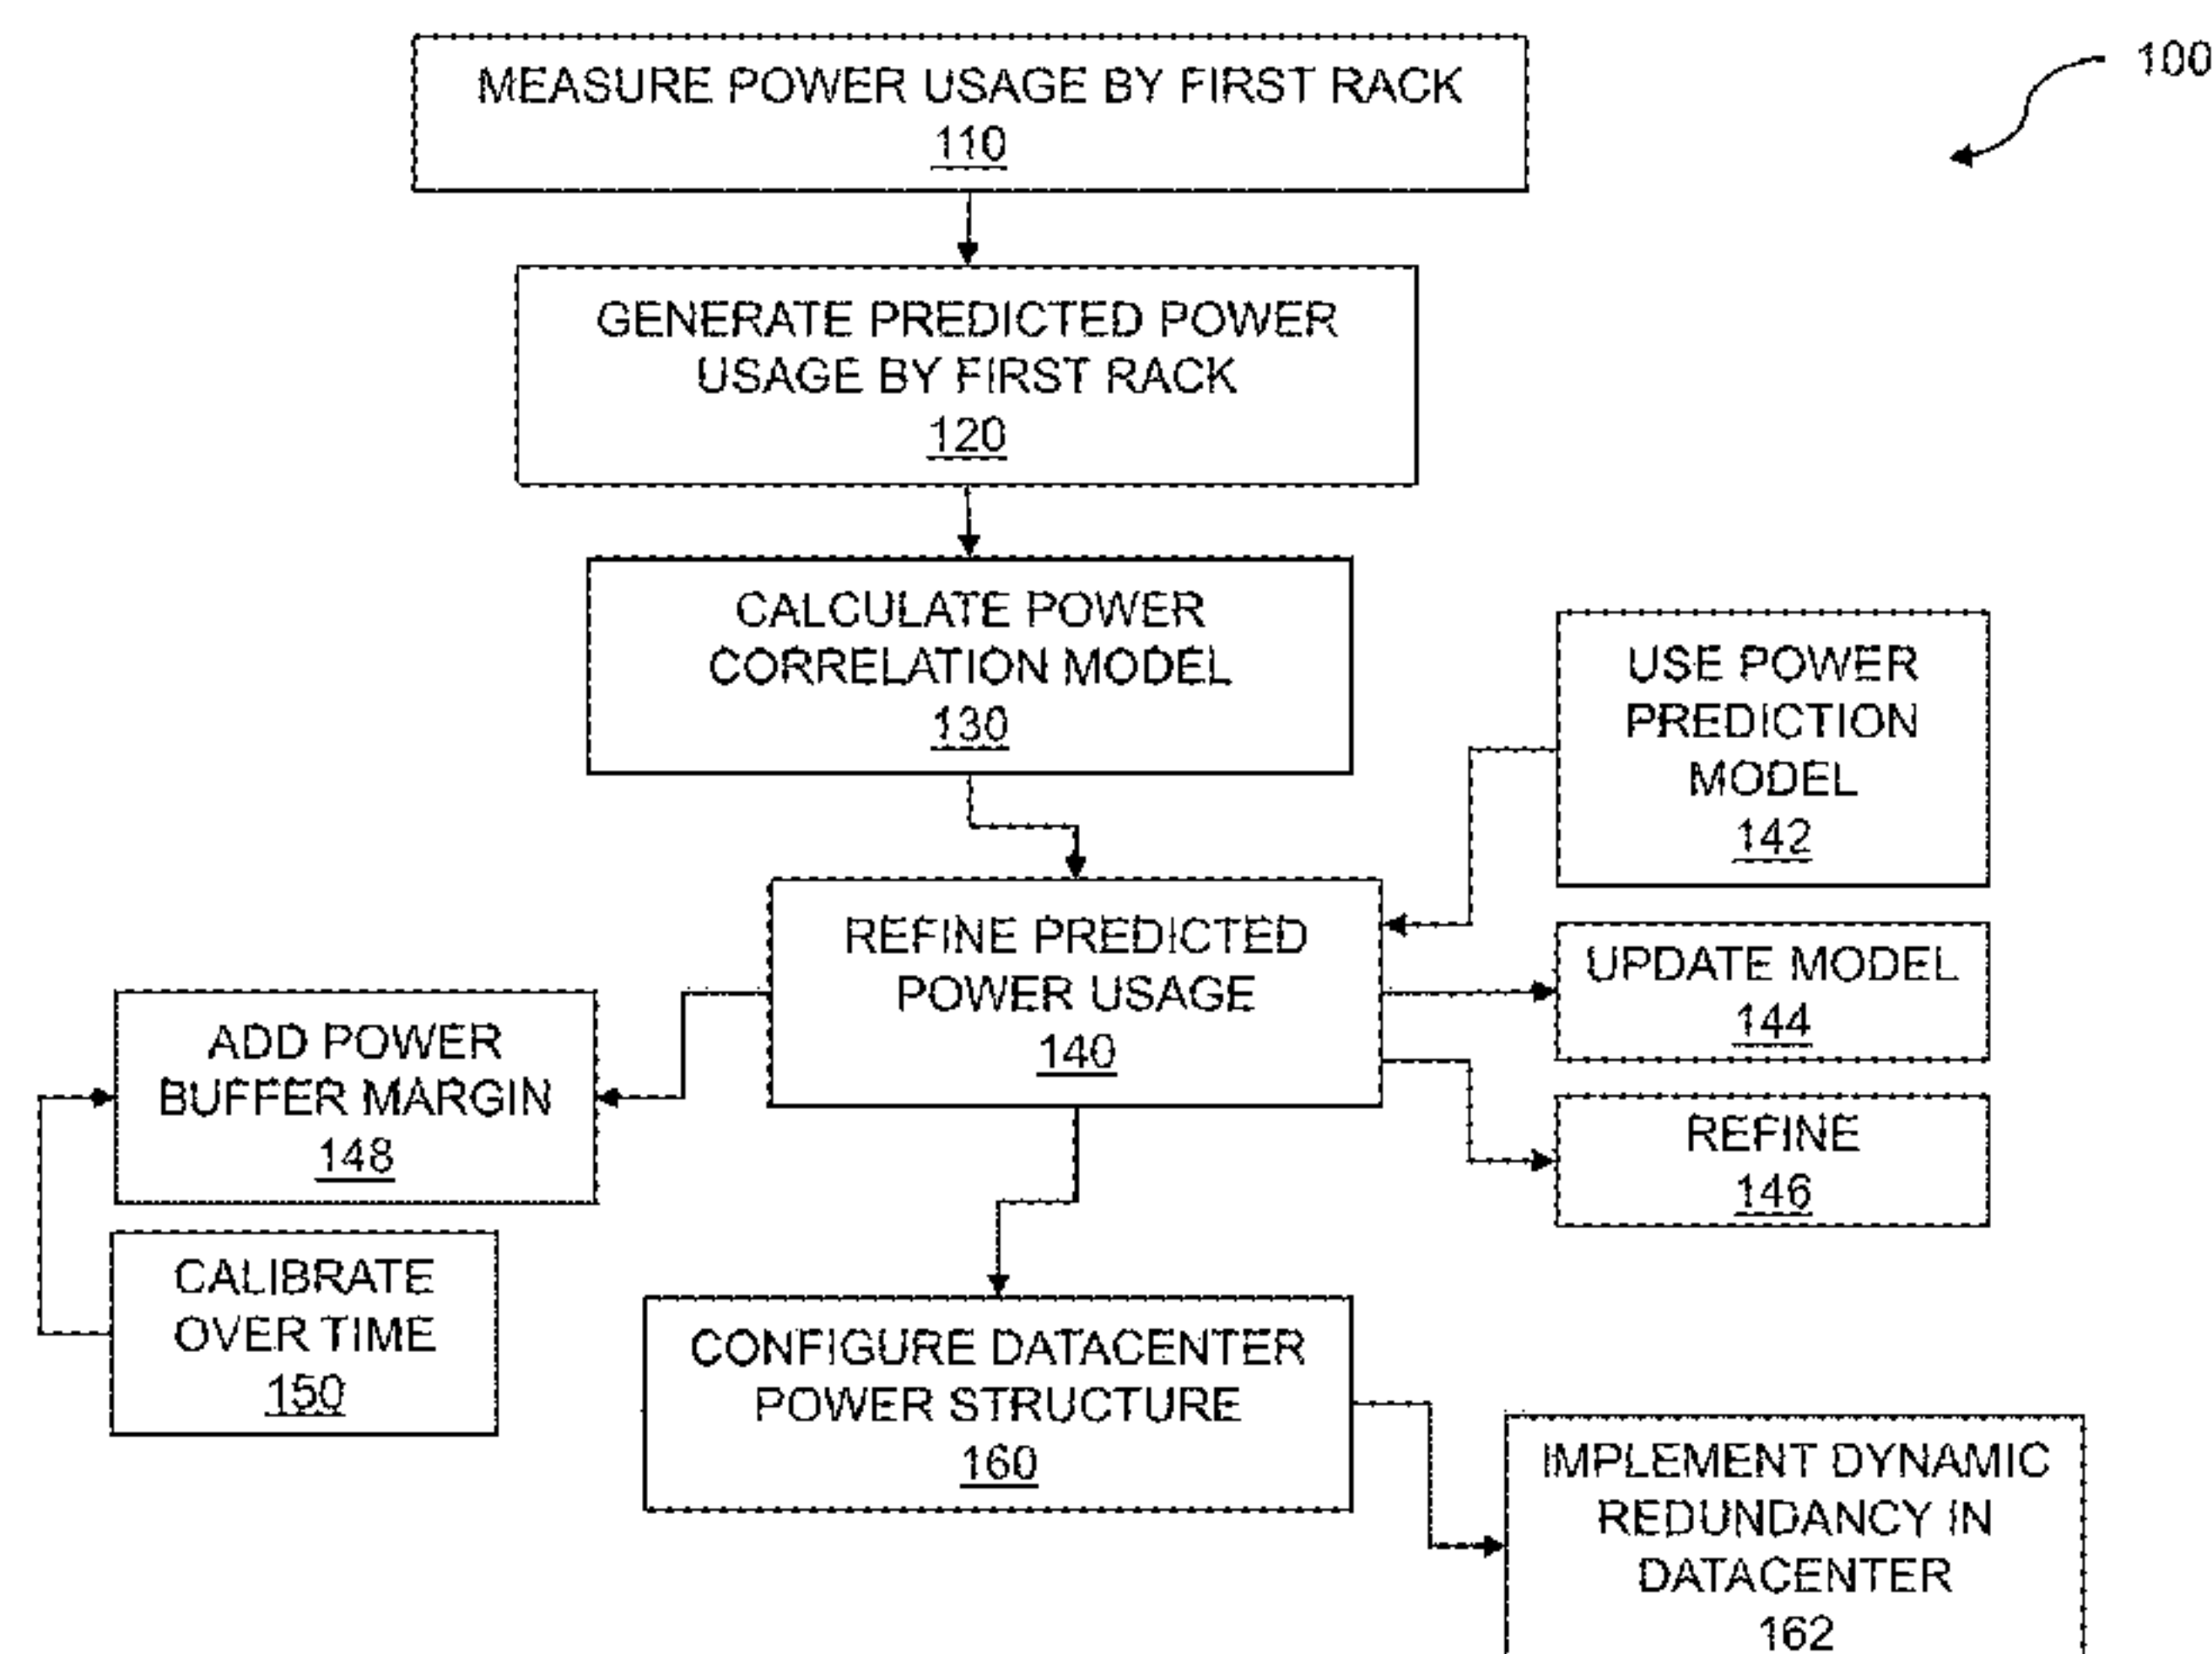 100
MEASURE POWER USAGE BY FIRST RACK
110
GENERATE PREDICTED POWER
USAGE BY FIRST RACK
120
CALCULATE POWER
CORRELATION MODEL
130
USE POWER
PREDICTION
MODEL
142
REFINE PREDICTED
POWER USAGE
140
UPDATE MODEL
144
REFINE
146
ADD POWER
BUFFER MARGIN
148
CALIBRATE
OVER TIME
150
CONFIGURE DATACENTER
POWER STRUCTURE
160
IMPLEMENT DYNAMIC
REDUNDANCY IN
DATACENTER
162